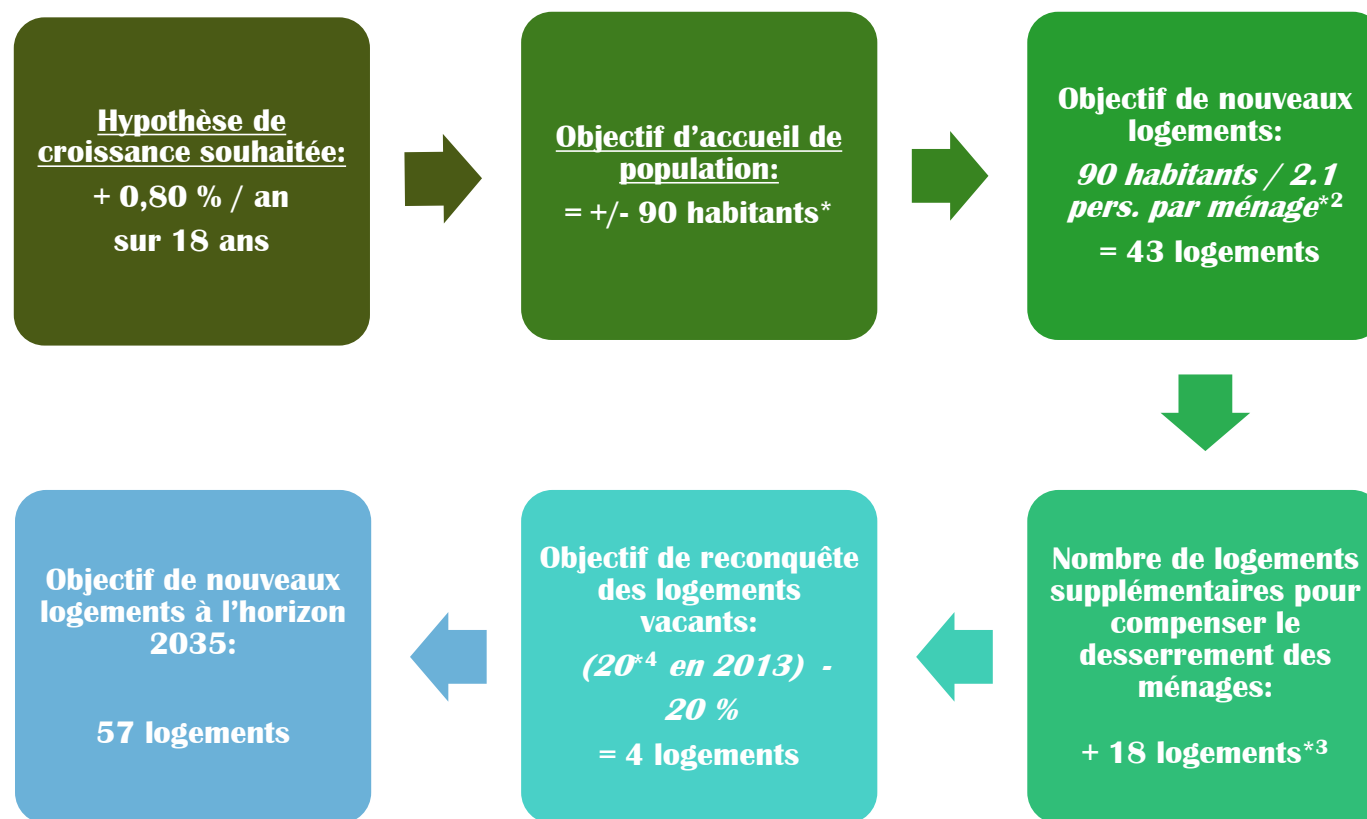 Hypothèse de
croissance souhaitée:
+ 0,80 % / an
sur 18 ans
Objectif d’accueil de
population:
= +/- 90 habitants*
Objectif de nouveaux
logements:
90 habitants / 2.1
pers. par ménage*2
= 43 logements
Nombre de logements
supplémentaires pour
compenser le
desserrement des
ménages:
+ 18 logements*3
Objectif de reconquête
des logements
vacants:
(20*4 en 2013) -
20 %
= 4 logements
Objectif de nouveaux
logements à l’horizon
2035:
57 logements